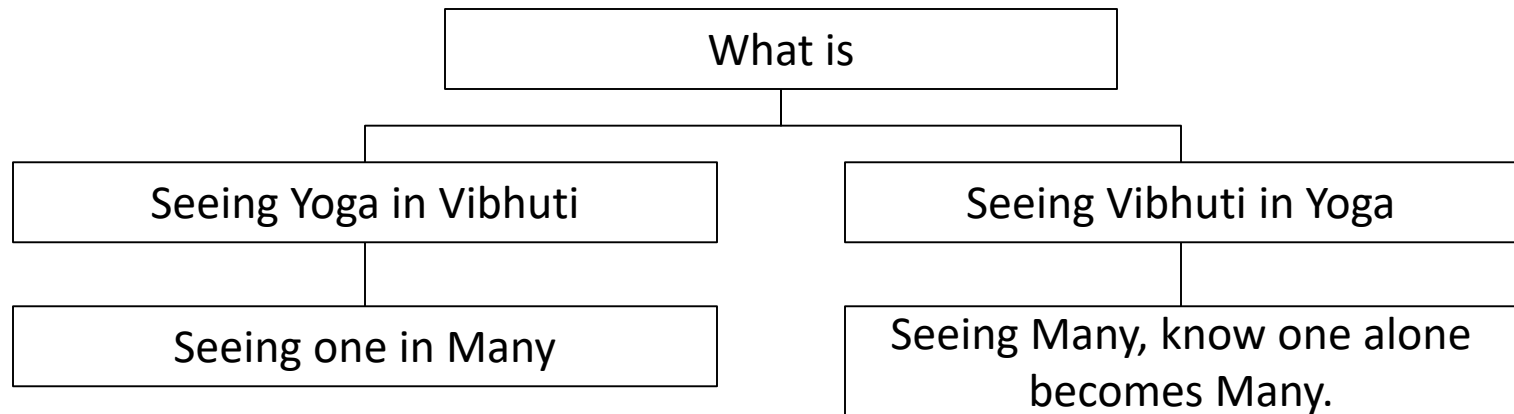 What is
Seeing Yoga in Vibhuti
Seeing Vibhuti in Yoga
Seeing one in Many
Seeing Many, know one alone
becomes Many.